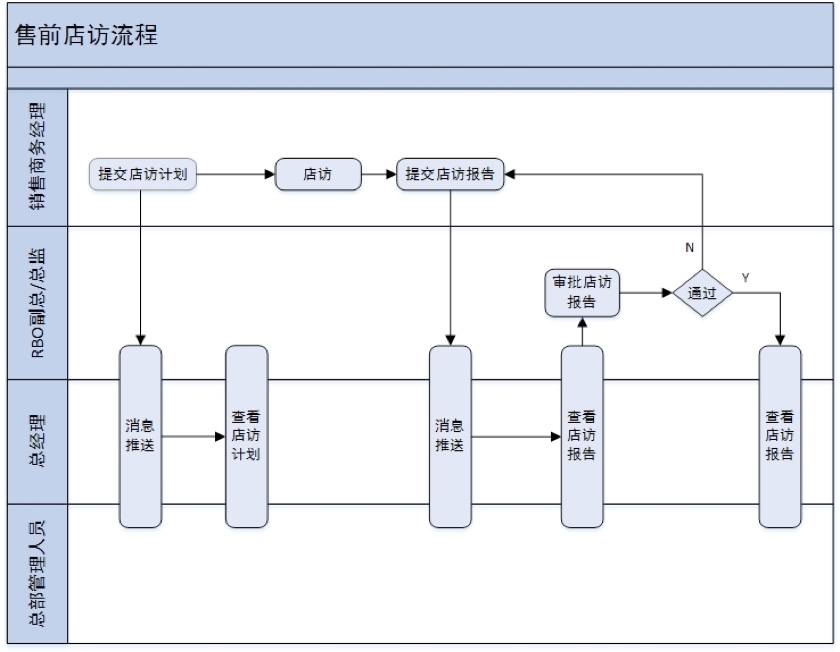 售前店访流程
销售商务经理
提交店访计划
店访
提交店访报告
RBO副总/总监
审批店访
报告
通过
N
Y
总经理
消息
推送
查看
店访
计划
消息
推送
查看
店访
报告
查看
店访
报告
总部管理人员